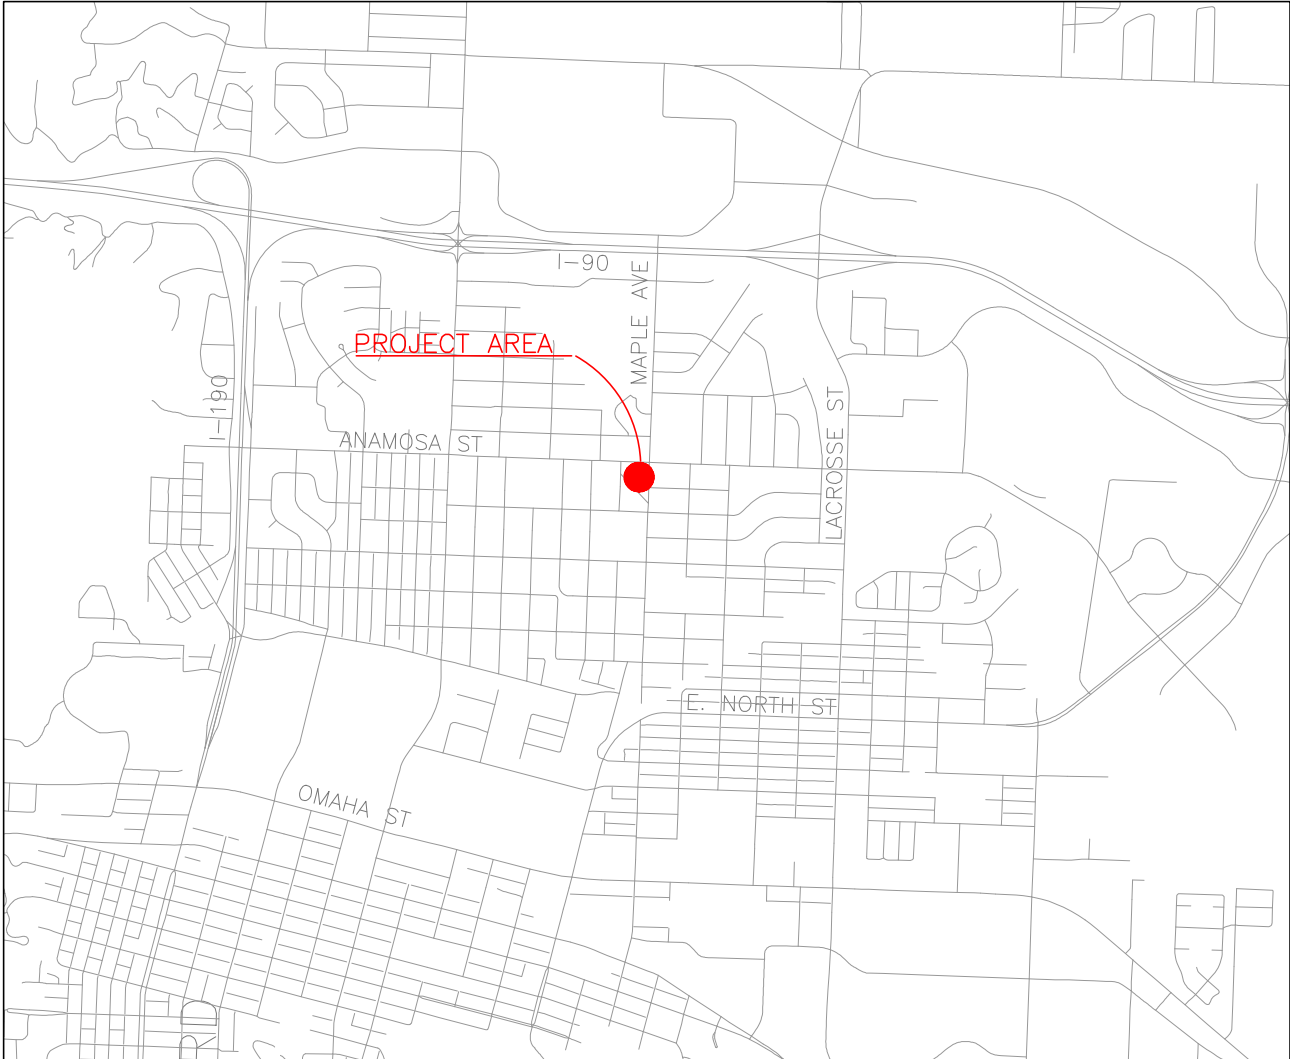 I-90
MAPLE AVE
PROJECT AREA
I-190
LACROSSE ST
ANAMOSA ST
E. NORTH ST
OMAHA ST